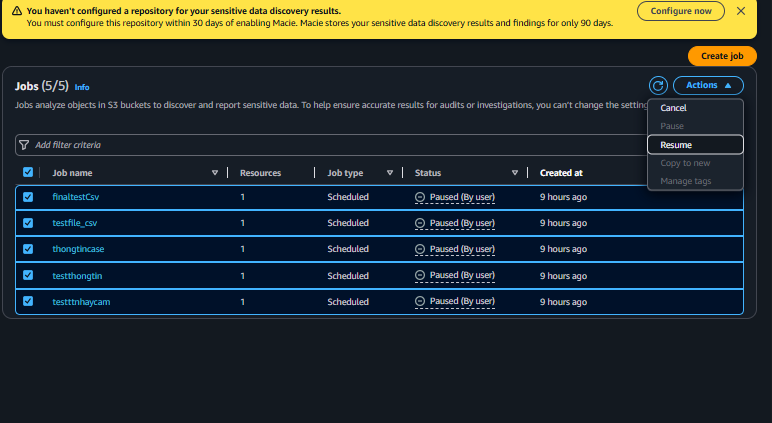 You haven't configured a repository for your sensitive data discovery results.
You must configure this repository within 30 days of enabling Macie. Macie stores your sensitive data discovery results and findings for only 90 days.
Configure now
Create job
Jobs (5/5) Info
Actions
Jobs analyze objects in S3 buckets to discover and report sensitive data. To help ensure accurate results for audits or investigations, you can't change the setting
Cancel
Pause
Resume
Copy to new
Manage tags
Add filter criteria
Job name Resources Job type Status Created at
finaltestCsv 1 Scheduled Paused (By user) 9 hours ago
testfile_csv 1 Scheduled Paused (By user) 9 hours ago
thongtincase 1 Scheduled Paused (By user) 9 hours ago
testthongtin 1 Scheduled Paused (By user) 9 hours ago
testttnhaycam 1 Scheduled Paused (By user) 9 hours ago